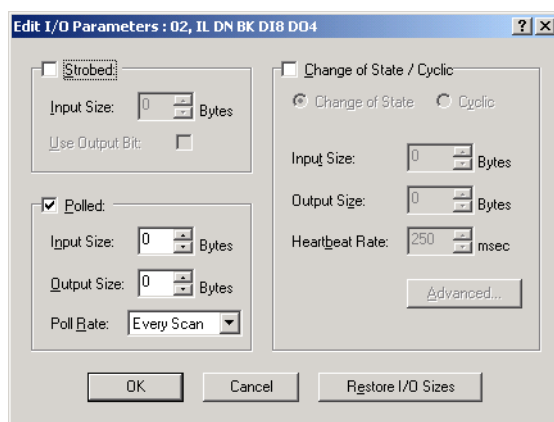 Edit I/O Parameters : 02, IL DN BK DI8 DO4
Strobed:
Input Size: 0 Bytes
Use Output Bit:
Polled:
Input Size: 0 Bytes
Output Size: 0 Bytes
Poll Rate: Every Scan
Change of State / Cyclic
Change of State Cyclic
Input Size: 0 Bytes
Output Size: 0 Bytes
Heartbeat Rate: 250 msec
Advanced...
OK Cancel Restore I/O Sizes